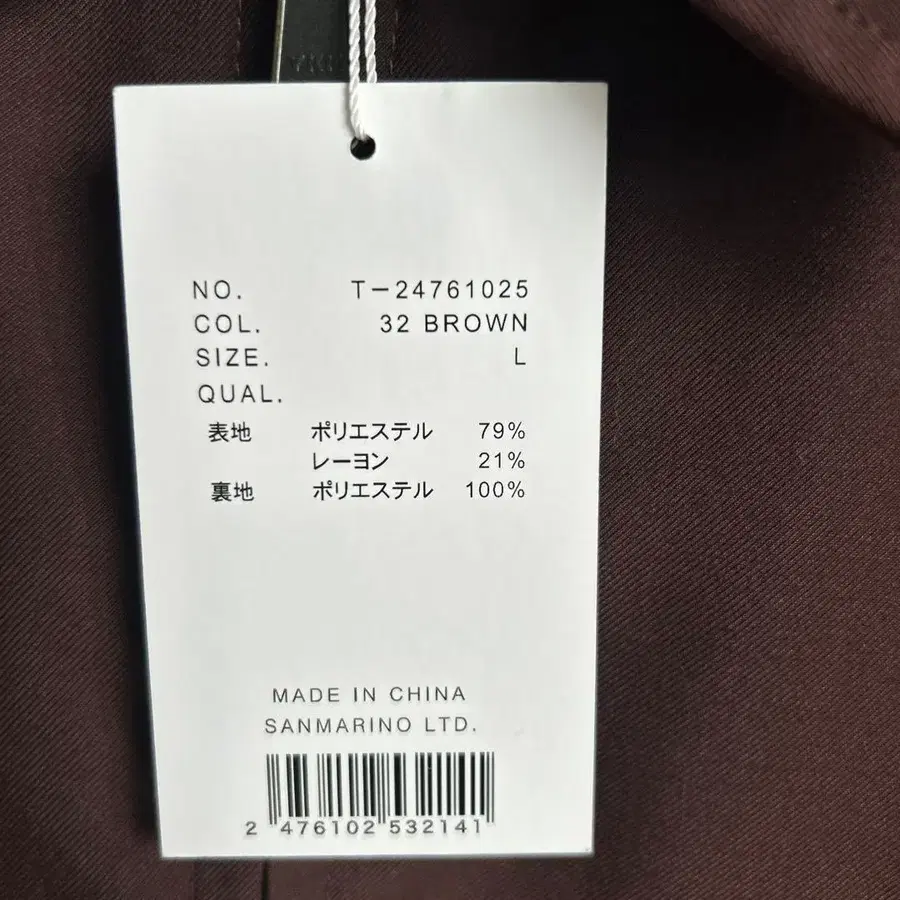 NO. T-24761025
COL. 32 BROWN
SIZE. L
QUAL.
表地 ポリエステル 79%
レーヨン 21%
裏地 ポリエステル 100%
MADE IN CHINA
SANMARINO LTD.
2 476102 532141